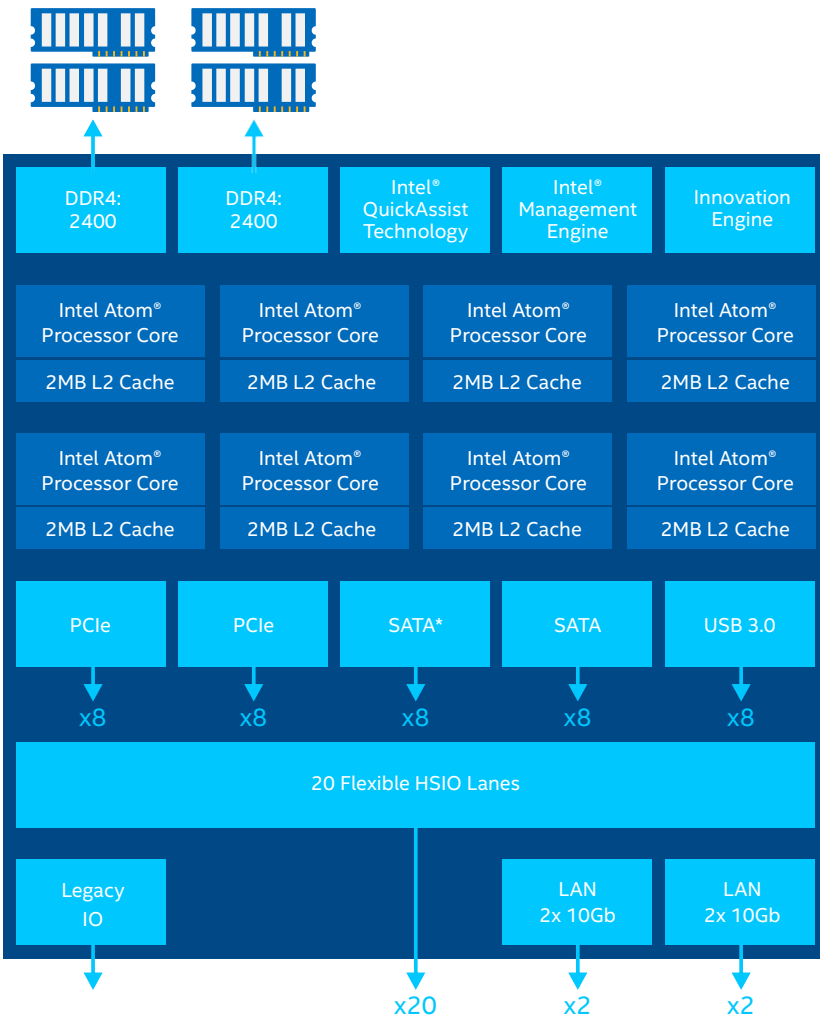 DDR4:
2400
DDR4:
2400
Intel®
QuickAssist
Technology
Intel®
Management
Engine
Innovation
Engine
Intel Atom®
Processor Core
2MB L2 Cache
Intel Atom®
Processor Core
2MB L2 Cache
Intel Atom®
Processor Core
2MB L2 Cache
Intel Atom®
Processor Core
2MB L2 Cache
Intel Atom®
Processor Core
2MB L2 Cache
Intel Atom®
Processor Core
2MB L2 Cache
Intel Atom®
Processor Core
2MB L2 Cache
Intel Atom®
Processor Core
2MB L2 Cache
PCIe
x8
PCIe
x8
SATA*
x8
SATA
x8
USB 3.0
x8
20 Flexible HSIO Lanes
Legacy
IO
x20
LAN
2x 10Gb
x2
LAN
2x 10Gb
x2